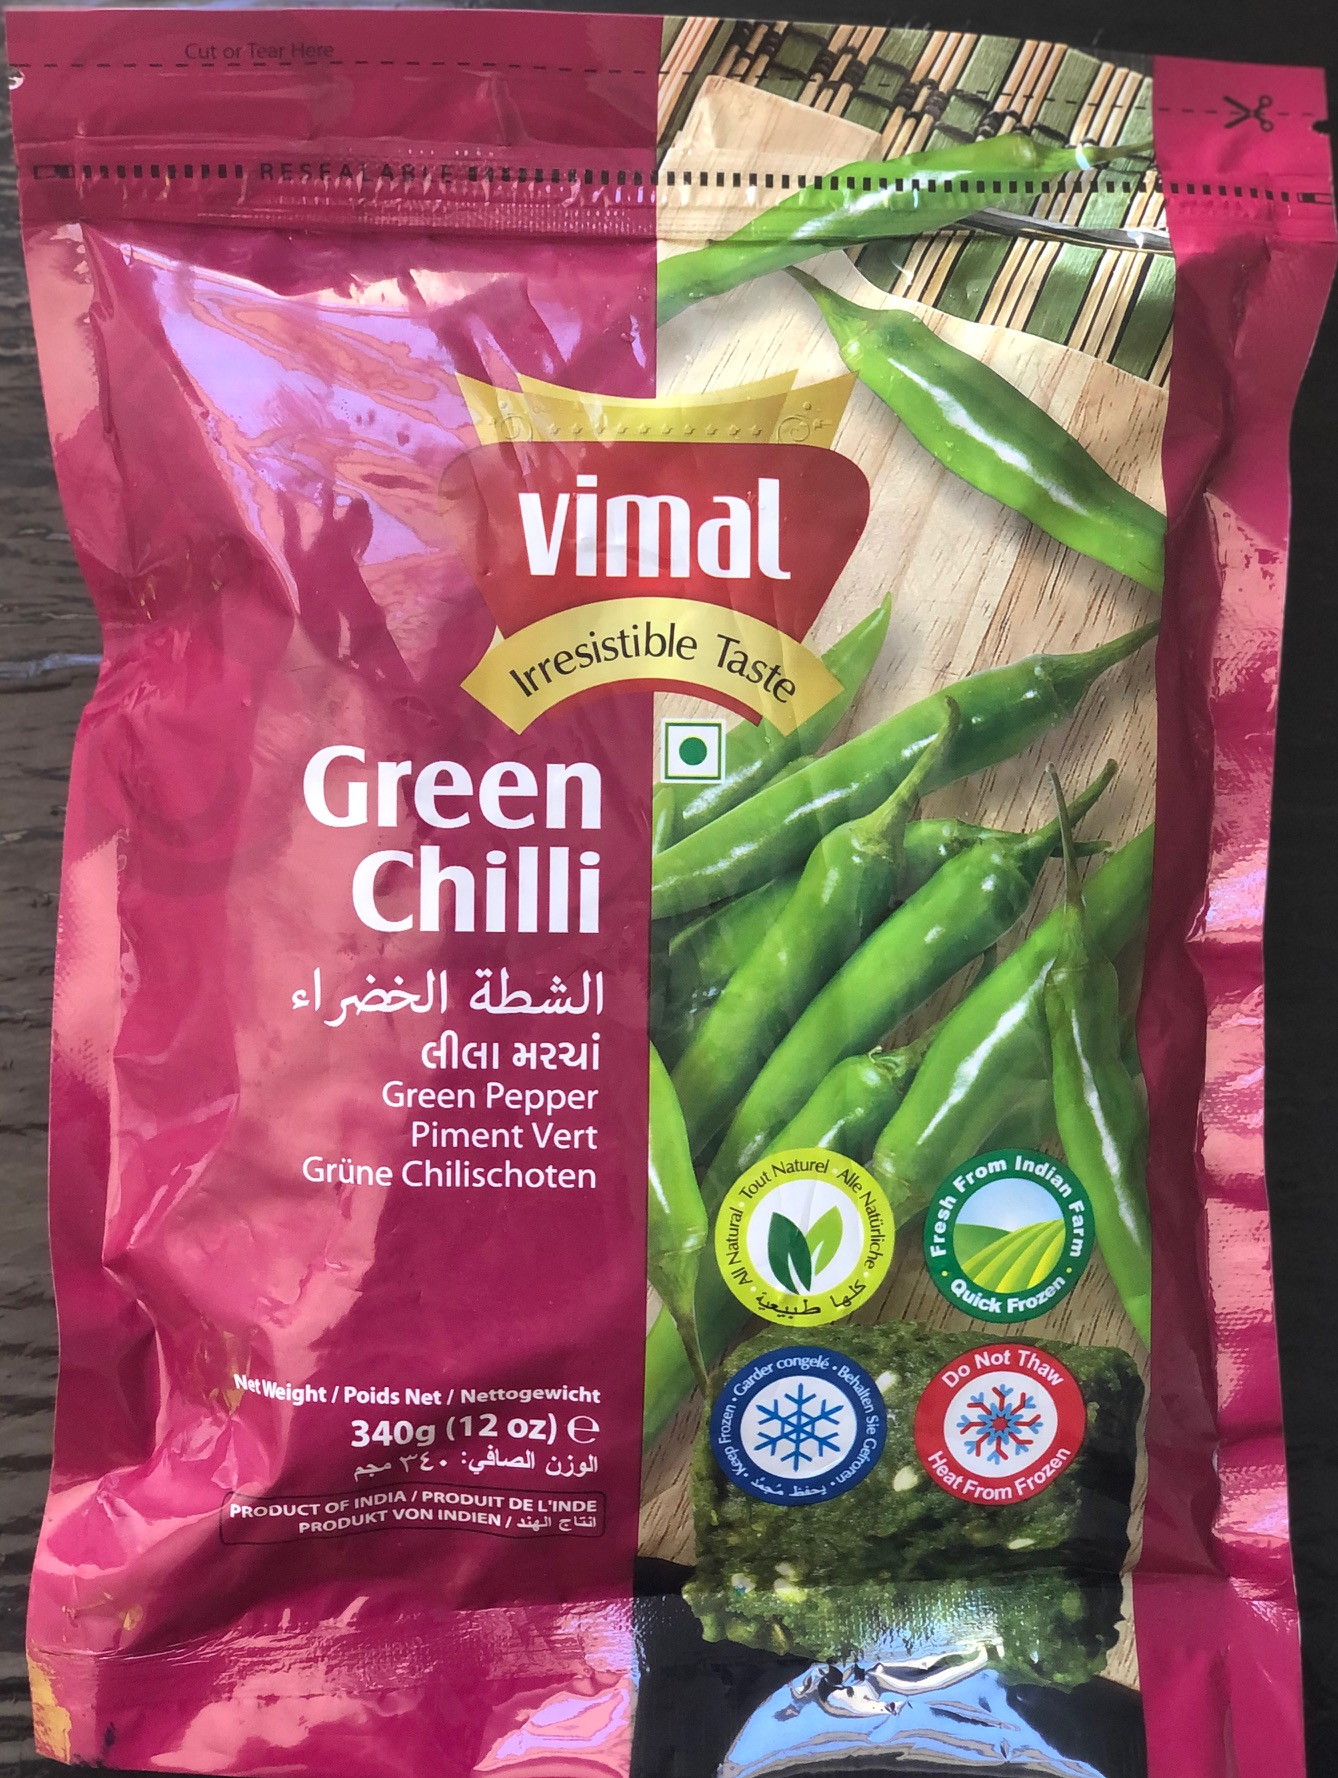 Cut or Tear Here
RESEALABLE
vimal
Irresistible Taste
Green
Chilli
الشطة الخضراء
લીલા મરચાં
Green Pepper
Piment Vert
Grüne Chilischoten
All Natural • Tout Naturel • Alle Natürliche • كلها طبيعية •
Fresh From Indian Farm • Quick Frozen •
Keep Frozen • Garder congelé • Behalten Sie Gefroren • يحفظ مُجمّد •
Do Not Thaw
Heat From Frozen
Net Weight / Poids Net / Nettogewicht
340g (12 oz) ℮
الوزن الصافي: ٣٤٠ مجم
PRODUCT OF INDIA / PRODUIT DE L'INDE
PRODUKT VON INDIEN / انتاج الهند